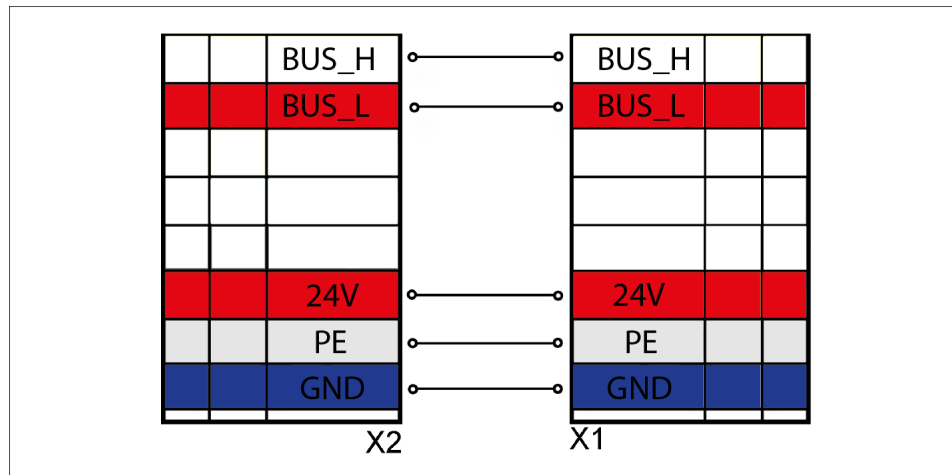 BUS_H BUS_H
BUS_L BUS_L
24V 24V
PE PE
GND GND
X2 X1